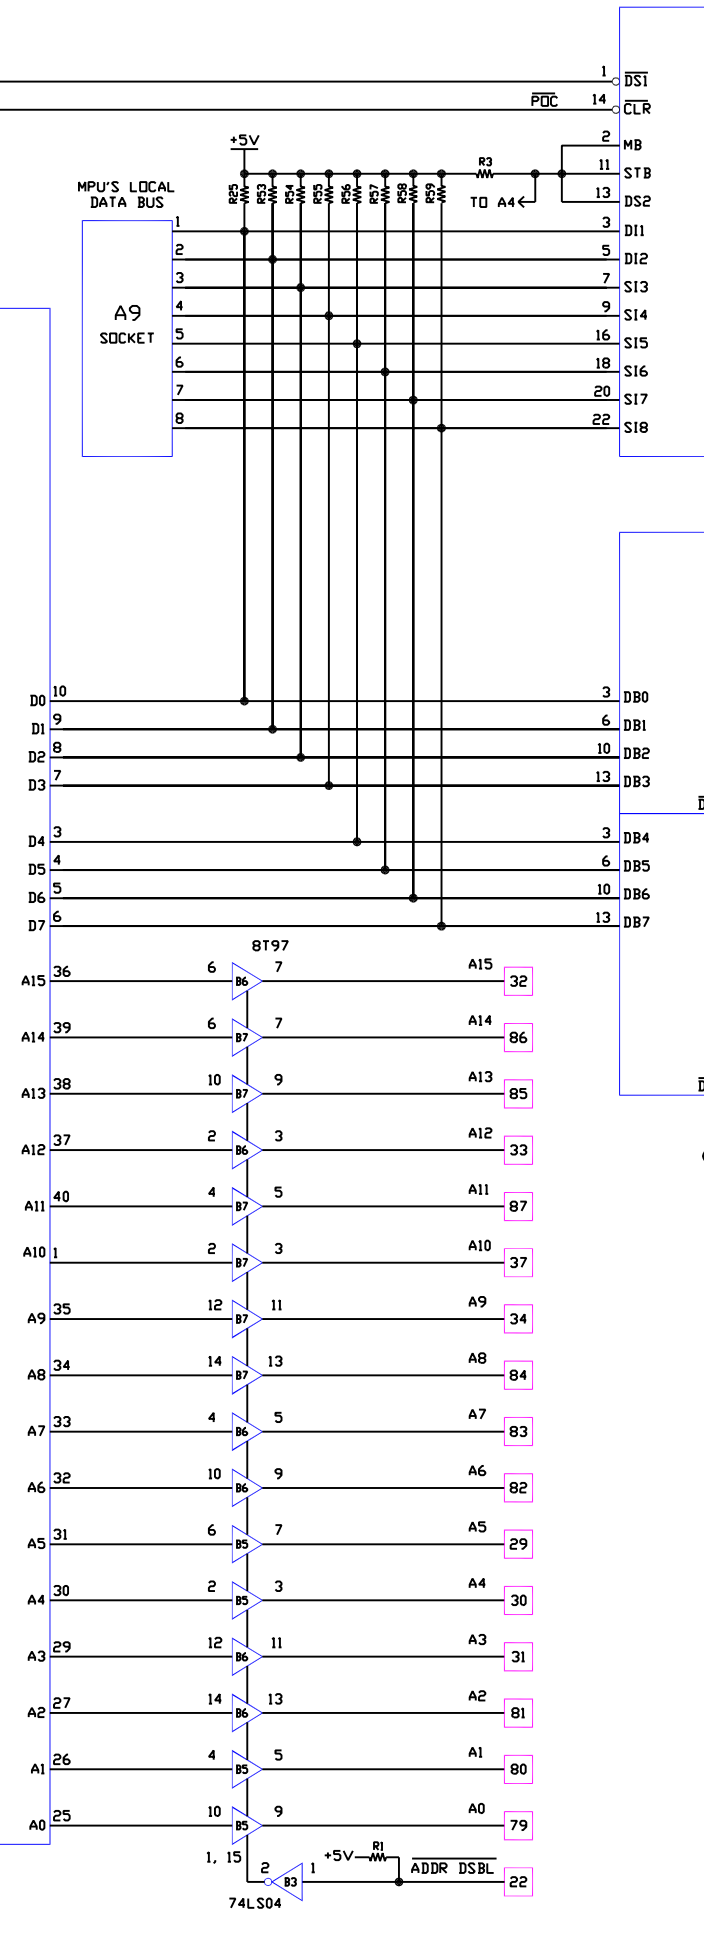 1 DS1
POC 14 CLR
+5V
2 MB
R3 11 STB
R25 R53 R54 R55 R56 R57 R58 R59
TO A4 13 DS2
MPU'S LOCAL
DATA BUS
1 3 DI1
2 5 DI2
3 7 SI3
4 9 SI4
A9
SOCKET
5 16 SI5
6 18 SI6
7 20 SI7
8 22 SI8
D0 10 3 DB0
D1 9 6 DB1
D2 8 10 DB2
D3 7 13 DB3
D
D4 3 3 DB4
D5 4 6 DB5
D6 5 10 DB6
D7 6 13 DB7
8T97
A15 36 6 B6 7 A15 32
A14 39 6 B7 7 A14 86
A13 38 10 B7 9 A13 85
D
A12 37 2 B6 3 A12 33
A11 40 4 B7 5 A11 87
A10 1 2 B7 3 A10 37
A9 35 12 B7 11 A9 34
A8 34 14 B7 13 A8 84
A7 33 4 B6 5 A7 83
A6 32 10 B6 9 A6 82
A5 31 6 B5 7 A5 29
A4 30 2 B5 3 A4 30
A3 29 12 B6 11 A3 31
A2 27 14 B6 13 A2 81
A1 26 4 B5 5 A1 80
A0 25 10 B5 9 A0 79
1, 15 2 B3 1 +5V R1 ADDR DSBL 22
74LS04